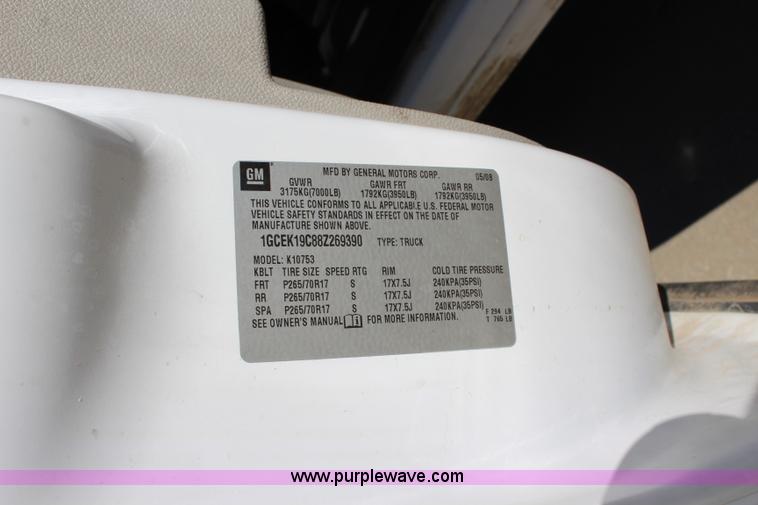 GM
MFD BY GENERAL MOTORS CORP. 05/08
GVWR GAWR FRT GAWR RR
3175KG(7000LB) 1792KG(3950LB) 1792KG(3950LB)
THIS VEHICLE CONFORMS TO ALL APPLICABLE U.S. FEDERAL MOTOR
VEHICLE SAFETY STANDARDS IN EFFECT ON THE DATE OF
MANUFACTURE SHOWN ABOVE.
1GCEK19C88Z269390 TYPE: TRUCK
MODEL: K10753
KBLT TIRE SIZE SPEED RTG RIM COLD TIRE PRESSURE
FRT P265/70R17 S 17X7.5J 240KPA(35PSI)
RR P265/70R17 S 17X7.5J 240KPA(35PSI)
SPA P265/70R17 S 17X7.5J 240KPA(35PSI)
SEE OWNER'S MANUAL FOR MORE INFORMATION.
F 294 LB
T 765 LB
www.purplewave.com